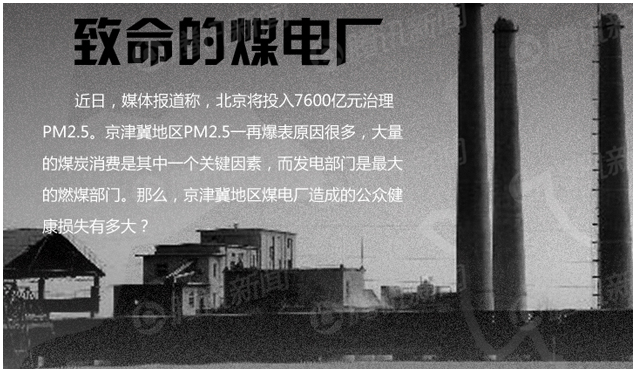 致命的煤电厂
近日，媒体报道称，北京将投入7600亿元治理
PM2.5。京津冀地区PM2.5一再爆表原因很多，大量
的煤炭消费是其中一个关键因素，而发电部门是最大
的燃煤部门。那么，京津冀地区煤电厂造成的公众健
康损失有多大？
腾讯新闻